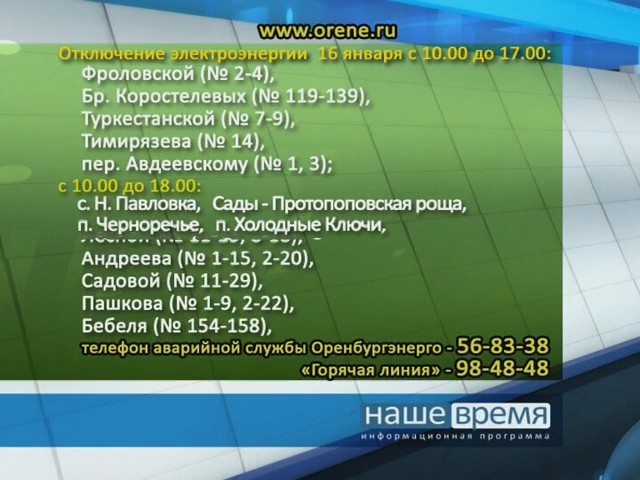 www.orene.ru
Отключение электроэнергии 16 января с 10.00 до 17.00:
Фроловской (№ 2-4),
Бр. Коростелевых (№ 119-139),
Туркестанской (№ 7-9),
Тимирязева (№ 14),
пер. Авдеевскому (№ 1, 3);
с 10.00 до 18.00:
с. Н. Павловка, Сады - Протопоповская роща,
п. Черноречье, п. Холодные Ключи,
Андреева (№ 1-15, 2-20),
Садовой (№ 11-29),
Пашкова (№ 1-9, 2-22),
Бебеля (№ 154-158),
телефон аварийной службы Оренбургэнерго - 56-83-38
«Горячая линия» - 98-48-48
наше время
информационная программа